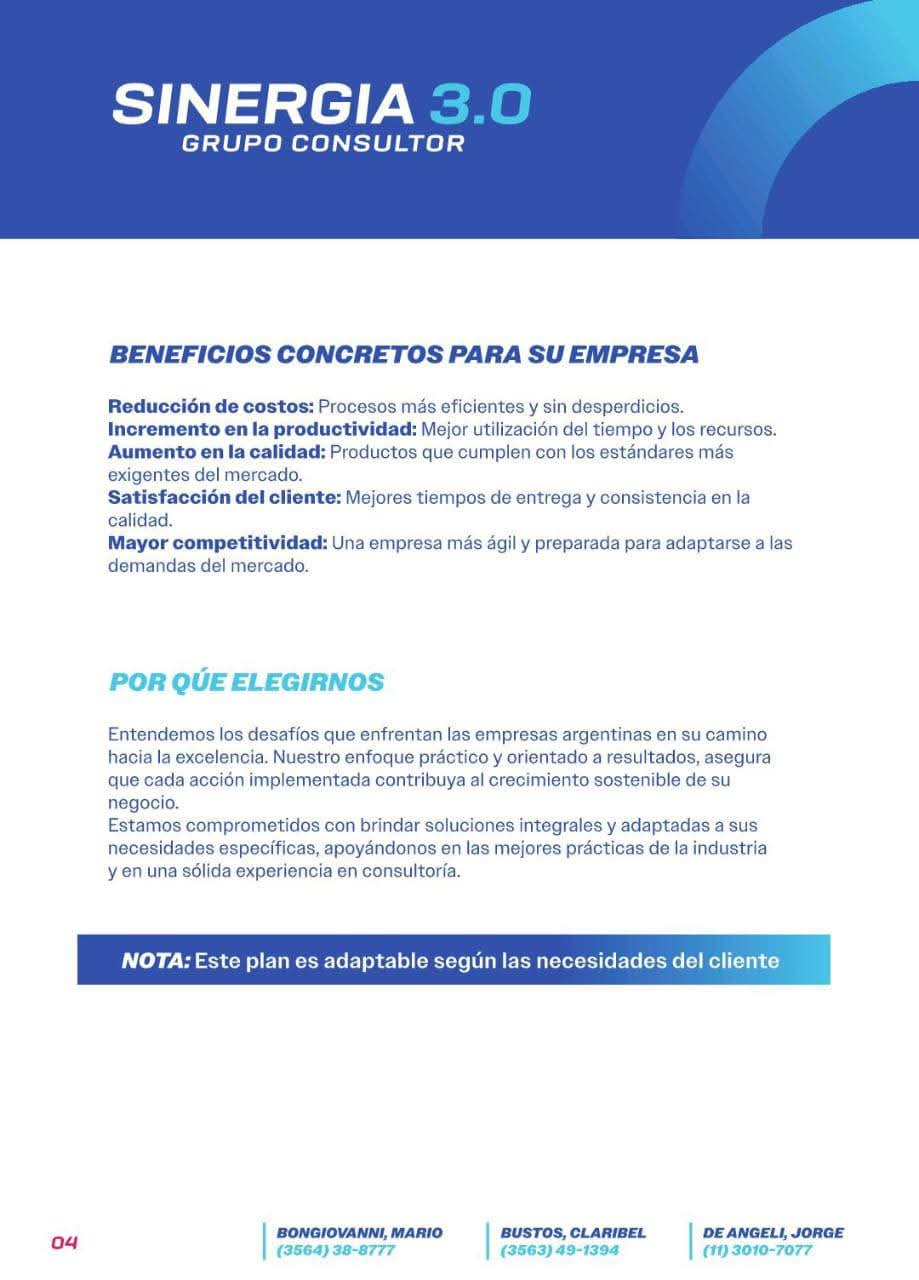 SINERGIA 3.0
GRUPO CONSULTOR
BENEFICIOS CONCRETOS PARA SU EMPRESA
Reducción de costos: Procesos más eficientes y sin desperdicios.
Incremento en la productividad: Mejor utilización del tiempo y los recursos.
Aumento en la calidad: Productos que cumplen con los estándares más
exigentes del mercado.
Satisfacción del cliente: Mejores tiempos de entrega y consistencia en la
calidad.
Mayor competitividad: Una empresa más ágil y preparada para adaptarse a las
demandas del mercado.
POR QÚE ELEGIRNOS
Entendemos los desafíos que enfrentan las empresas argentinas en su camino
hacia la excelencia. Nuestro enfoque práctico y orientado a resultados, asegura
que cada acción implementada contribuya al crecimiento sostenible de su
negocio.
Estamos comprometidos con brindar soluciones integrales y adaptadas a sus
necesidades específicas, apoyándonos en las mejores prácticas de la industria
y en una sólida experiencia en consultoría.
NOTA: Este plan es adaptable según las necesidades del cliente
04
BONGIOVANNI, MARIO
(3564) 38-8777
BUSTOS, CLARIBEL
(3563) 49-1394
DE ANGELI, JORGE
(11) 3010-7077